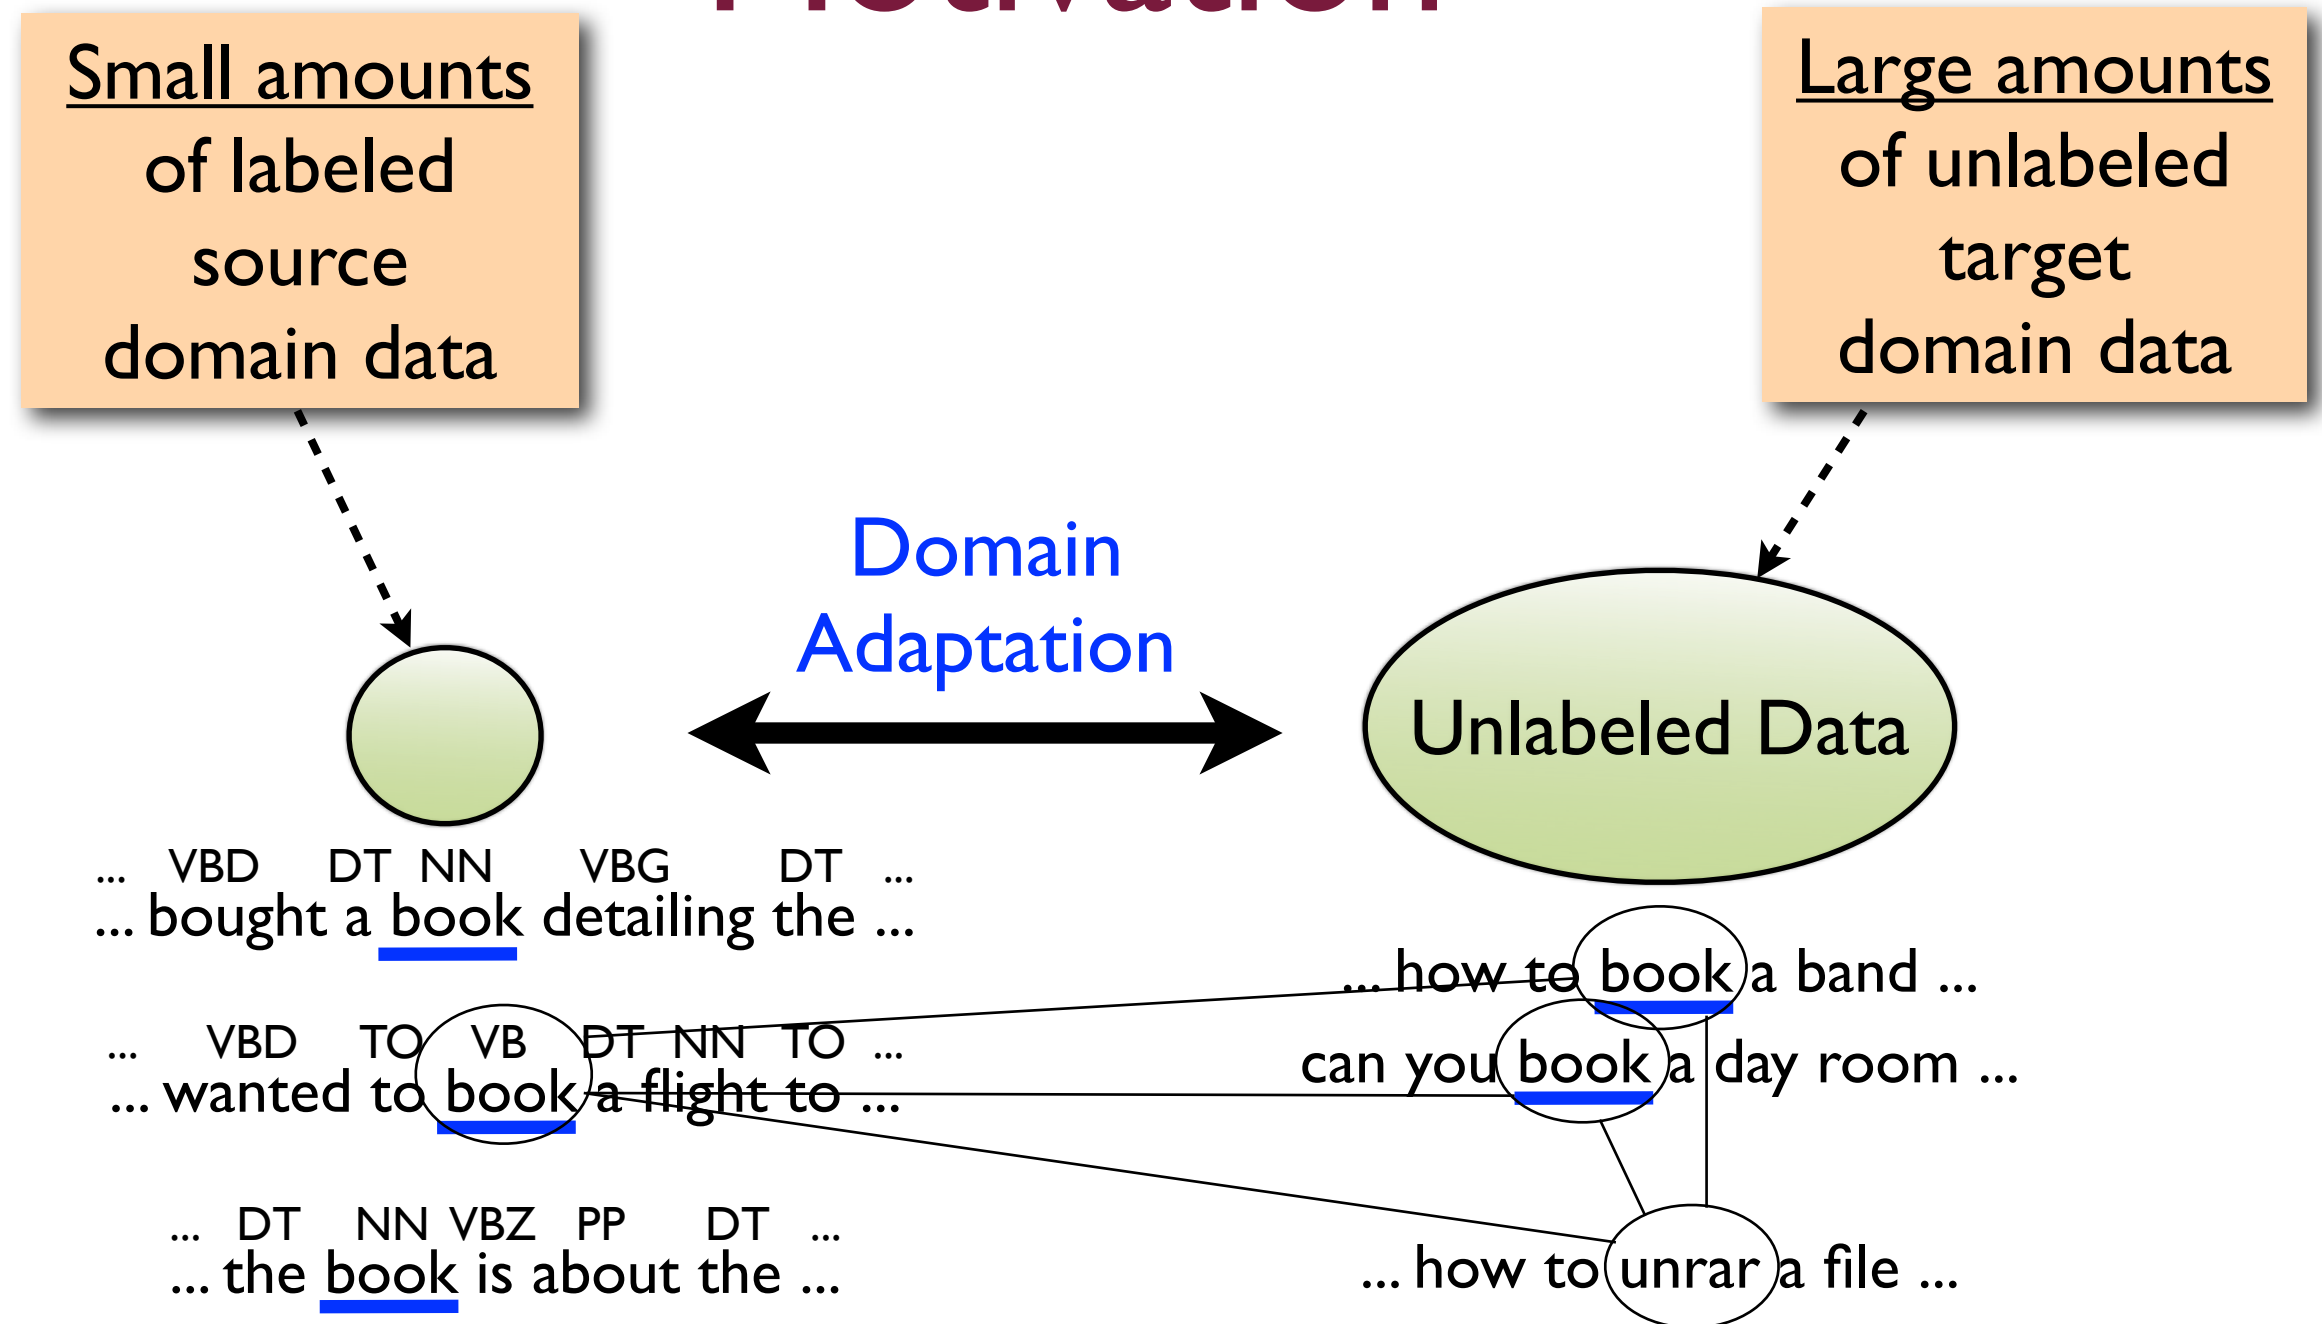 Motivation
Small amounts
of labeled
source
domain data
Large amounts
of unlabeled
target
domain data
Domain
Adaptation
Unlabeled Data
... VBD DT NN VBG DT ...
... bought a book detailing the ...
... VBD TO VB DT NN TO ...
... wanted to book a flight to ...
... DT NN VBZ PP DT ...
... the book is about the ...
... how to book a band ...
can you book a day room ...
... how to unrar a file ...